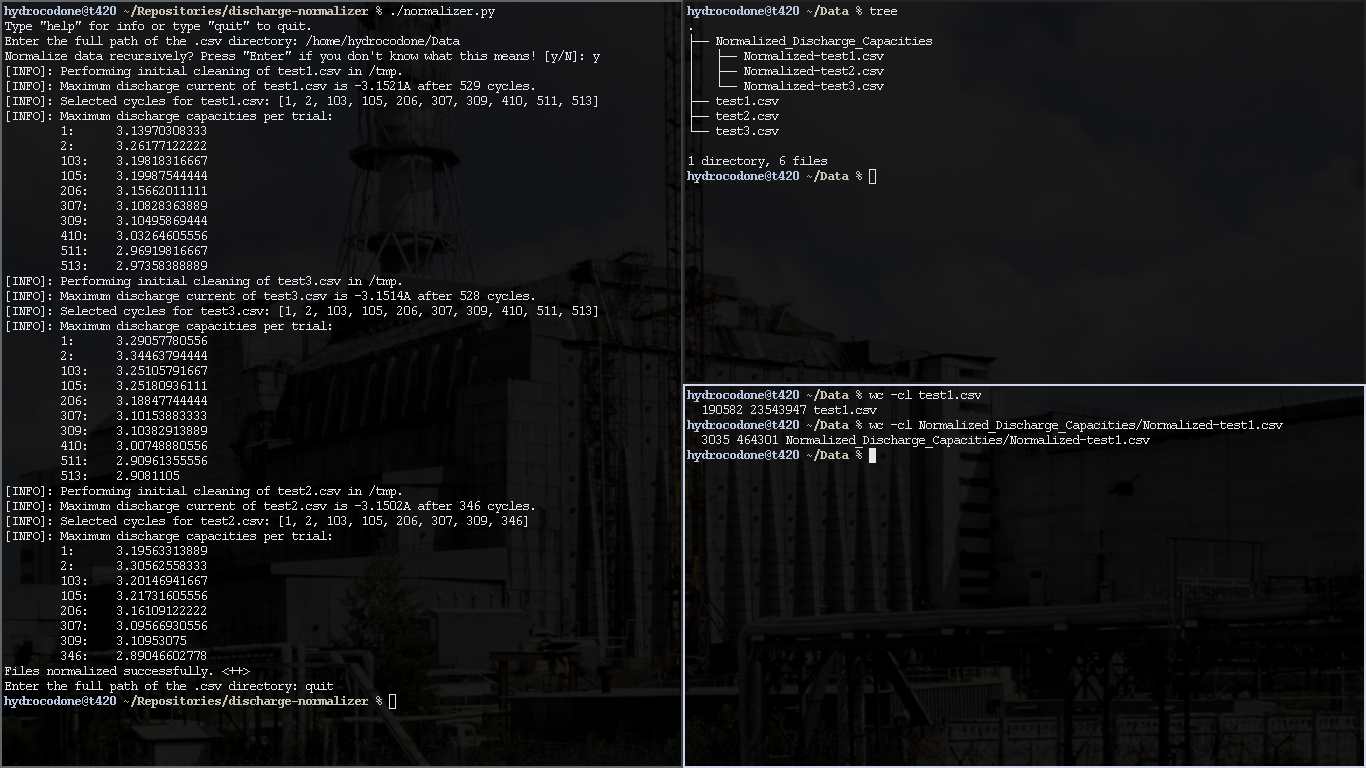 hydrocodone@t420 ~/Repositories/discharge-normalizer % ./normalizer.py
Type "help" for info or type "quit" to quit.
Enter the full path of the .csv directory: /home/hydrocodone/Data
Normalize data recursively? Press "Enter" if you don't know what this means! [y/N]: y
[INFO]: Performing initial cleaning of test1.csv in /tmp.
[INFO]: Maximum discharge current of test1.csv is -3.1521A after 529 cycles.
[INFO]: Selected cycles for test1.csv: [1, 2, 103, 105, 206, 307, 309, 410, 511, 513]
[INFO]: Maximum discharge capacities per trial:
1: 3.13970308333
2: 3.26177122222
103: 3.19818316667
105: 3.19987544444
206: 3.15662011111
307: 3.10828363889
309: 3.10495869444
410: 3.03264605556
511: 2.96919816667
513: 2.97358388889
[INFO]: Performing initial cleaning of test3.csv in /tmp.
[INFO]: Maximum discharge current of test3.csv is -3.1514A after 528 cycles.
[INFO]: Selected cycles for test3.csv: [1, 2, 103, 105, 206, 307, 309, 410, 511, 513]
[INFO]: Maximum discharge capacities per trial:
1: 3.29057780556
2: 3.34463794444
103: 3.25105791667
105: 3.25180936111
206: 3.18847744444
307: 3.10153883333
309: 3.10382913889
410: 3.00748880556
511: 2.90961355556
513: 2.9081105
[INFO]: Performing initial cleaning of test2.csv in /tmp.
[INFO]: Maximum discharge current of test2.csv is -3.1502A after 346 cycles.
[INFO]: Selected cycles for test2.csv: [1, 2, 103, 105, 206, 307, 309, 346]
[INFO]: Maximum discharge capacities per trial:
1: 3.19563313889
2: 3.30562558333
103: 3.20146941667
105: 3.21731605556
206: 3.16109122222
307: 3.09566930556
309: 3.10953075
346: 2.89046602778
Files normalized successfully. <++>
Enter the full path of the .csv directory: quit
hydrocodone@t420 ~/Repositories/discharge-normalizer %
hydrocodone@t420 ~/Data % tree
.
├── Normalized_Discharge_Capacities
│   ├── Normalized-test1.csv
│   ├── Normalized-test2.csv
│   └── Normalized-test3.csv
├── test1.csv
├── test2.csv
└── test3.csv
1 directory, 6 files
hydrocodone@t420 ~/Data %
hydrocodone@t420 ~/Data % wc -cl test1.csv
190582 23543947 test1.csv
hydrocodone@t420 ~/Data % wc -cl Normalized_Discharge_Capacities/Normalized-test1.csv
3035 464301 Normalized_Discharge_Capacities/Normalized-test1.csv
hydrocodone@t420 ~/Data %